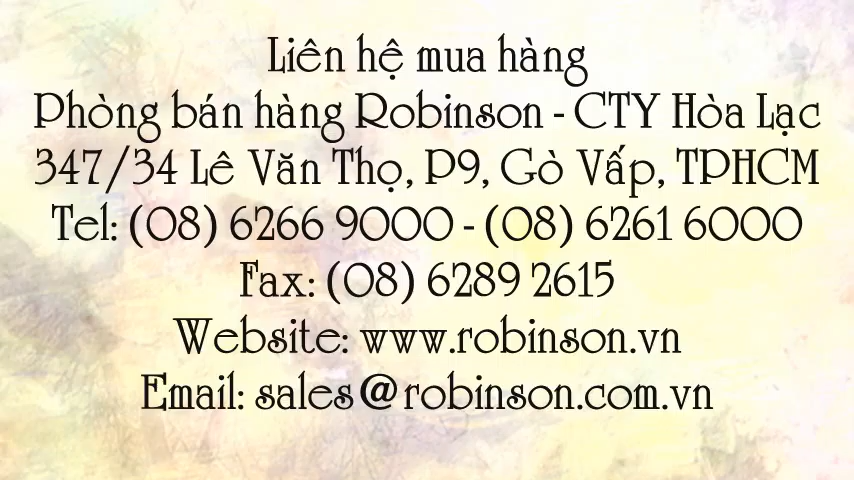 Liên hệ mua hàng
Phòng bán hàng Robinson - CTY Hòa Lạc
347/34 Lê Văn Thọ, P9, Gò Vấp, TPHCM
Tel: (08) 6266 9000 - (08) 6261 6000
Fax: (08) 6289 2615
Website: www.robinson.vn
Email: sales@robinson.com.vn